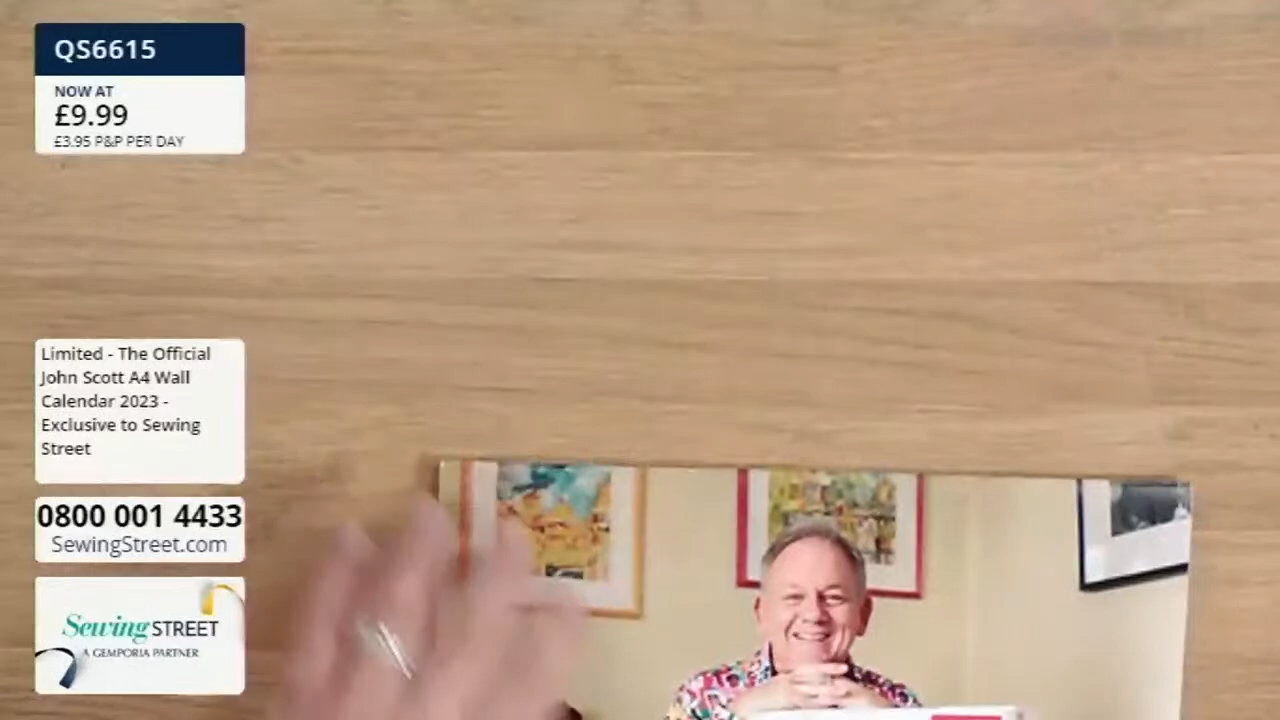 QS6615
NOW AT
£9.99
£3.95 P&P PER DAY
Limited - The Official
John Scott A4 Wall
Calendar 2023 -
Exclusive to Sewing
Street
0800 001 4433
SewingStreet.com
Sewing STREET
A GEMPORIA PARTNER